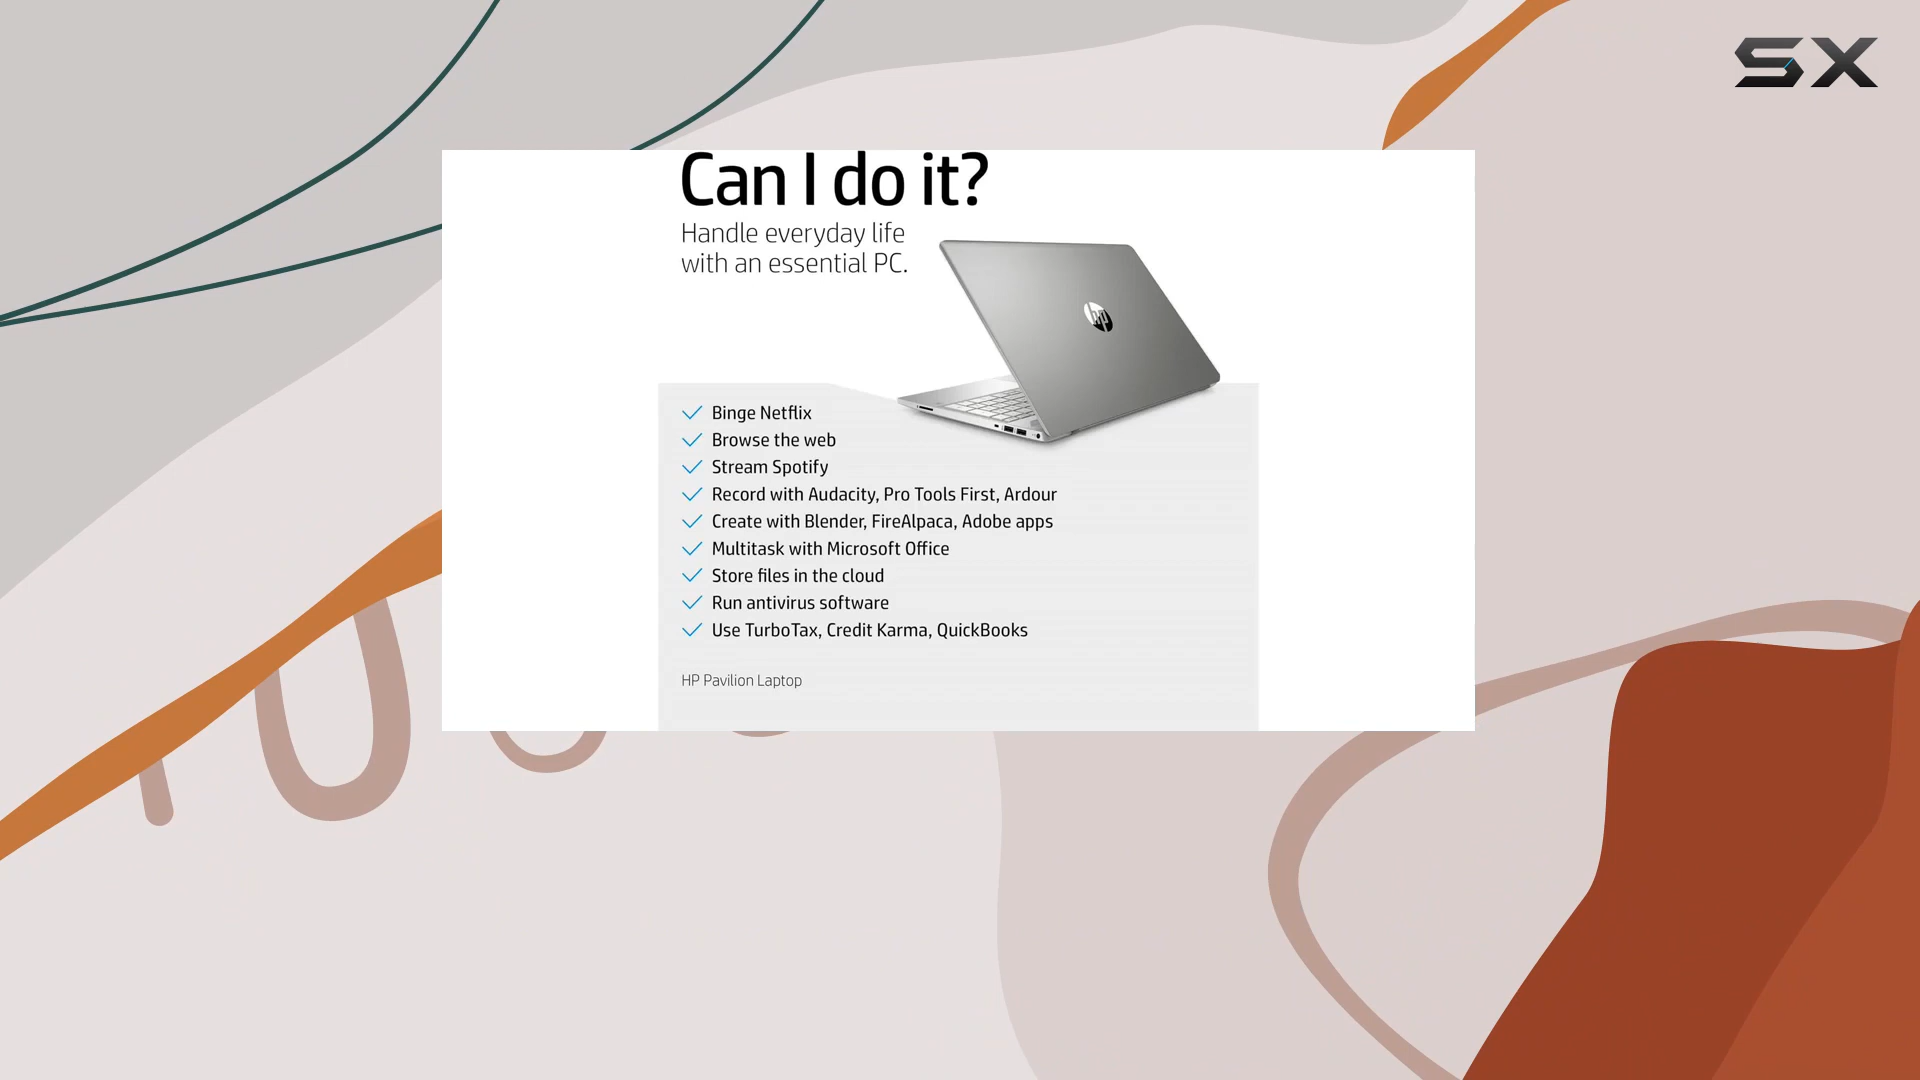 SX
Can I do it?
Handle everyday life
with an essential PC.
hp
Binge Netflix
Browse the web
Stream Spotify
Record with Audacity, Pro Tools First, Ardour
Create with Blender, FireAlpaca, Adobe apps
Multitask with Microsoft Office
Store files in the cloud
Run antivirus software
Use TurboTax, Credit Karma, QuickBooks
HP Pavilion Laptop